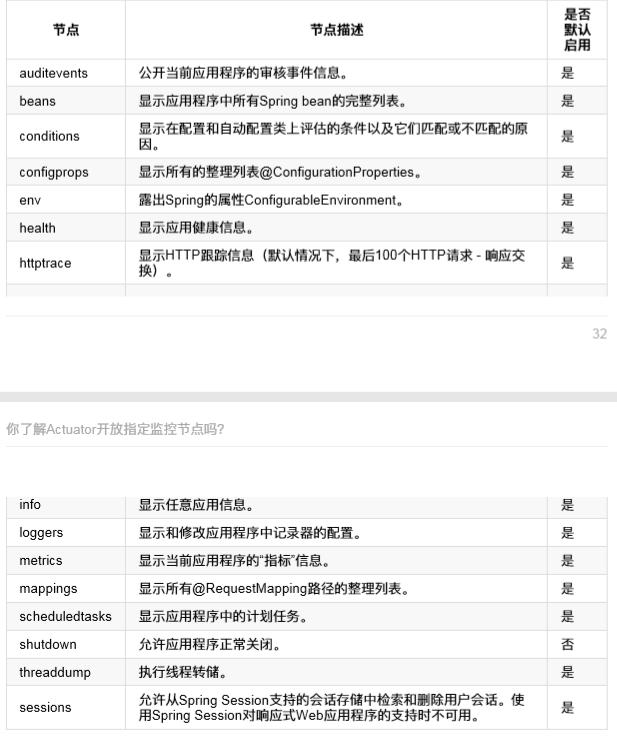 节点 节点描述 是否
默认
启用
auditevents 公开当前应用程序的审核事件信息。 是
beans 显示应用程序中所有Spring bean的完整列表。 是
conditions 显示在配置和自动配置类上评估的条件以及它们匹配或不匹配的原
因。 是
configprops 显示所有的整理列表@ConfigurationProperties。 是
env 露出Spring的属性ConfigurableEnvironment。 是
health 显示应用健康信息。 是
httptrace 显示HTTP跟踪信息（默认情况下，最后100个HTTP请求 - 响应交
换）。 是
32
你了解Actuator开放指定监控节点吗?
info 显示任意应用信息。 是
loggers 显示和修改应用程序中记录器的配置。 是
metrics 显示当前应用程序的“指标”信息。 是
mappings 显示所有@RequestMapping路径的整理列表。 是
scheduledtasks 显示应用程序中的计划任务。 是
shutdown 允许应用程序正常关闭。 否
threaddump 执行线程转储。 是
sessions 允许从Spring Session支持的会话存储中检索和删除用户会话。使
用Spring Session对响应式Web应用程序的支持时不可用。 是